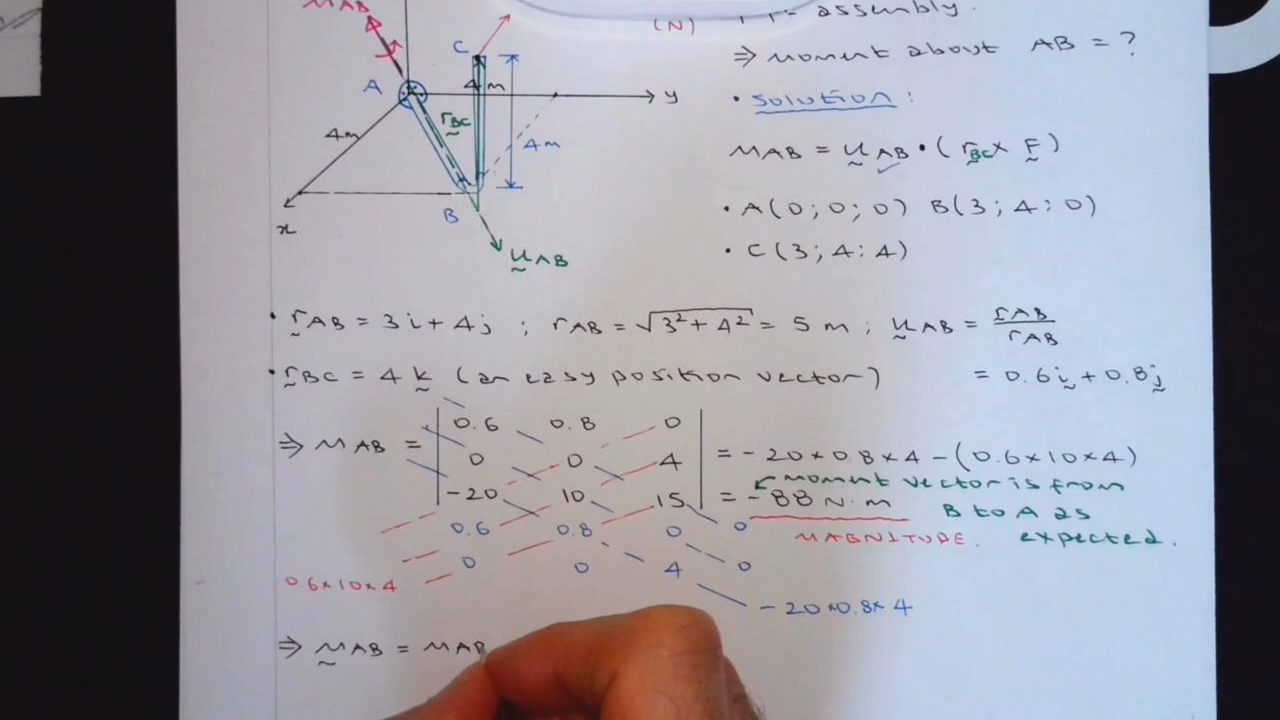 MAB
(N)
assembly.
⇒ Moment about AB = ?
C
4 m
A
y
• Solution:
rBC
4m
4m
MAB = uAB • (rBC × F)
• A(0;0;0) B(3;4;0)
B
x
• C(3;4;4)
uAB
• rAB = 3i + 4j ; rAB = √3² + 4² = 5 m ; uAB = rAB / rAB
• rBC = 4 k (an easy position vector) = 0.6i + 0.8j
0.6 0.8 0
⇒ MAB = 0 0 4 = -20 × 0.8 × 4 - (0.6 × 10 × 4)
-20 10 15 = -88 N·m
moment vector is from
B to A as
expected.
MAGNITUDE.
0.6 0.8 0 0
0 0 4 0
0.6 × 10 × 4
-20 × 0.8 × 4
⇒ MAB = MAB